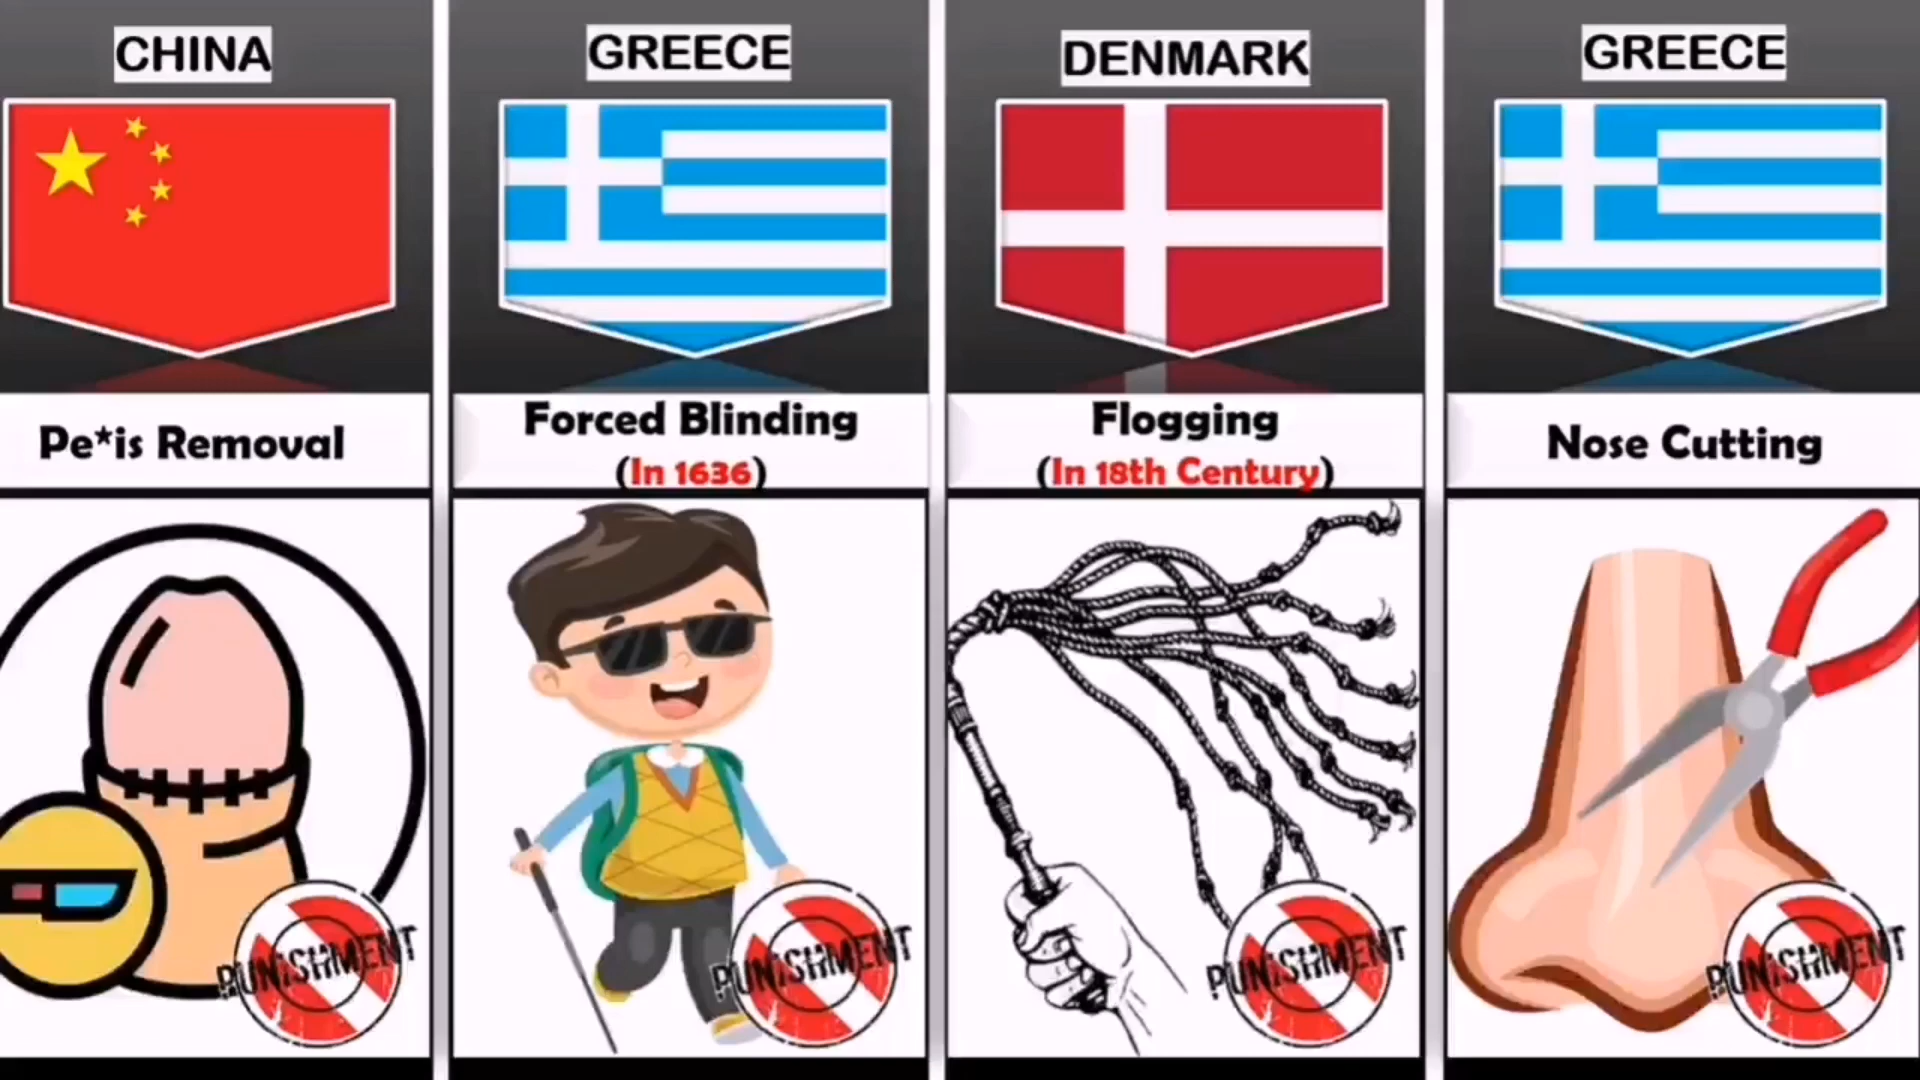 CHINA
GREECE
DENMARK
GREECE
Pe*is Removal
Forced Blinding
(In 1636)
Flogging
(In 18th Century)
Nose Cutting
PUNISHMENT
PUNISHMENT
PUNISHMENT
PUNISHMENT